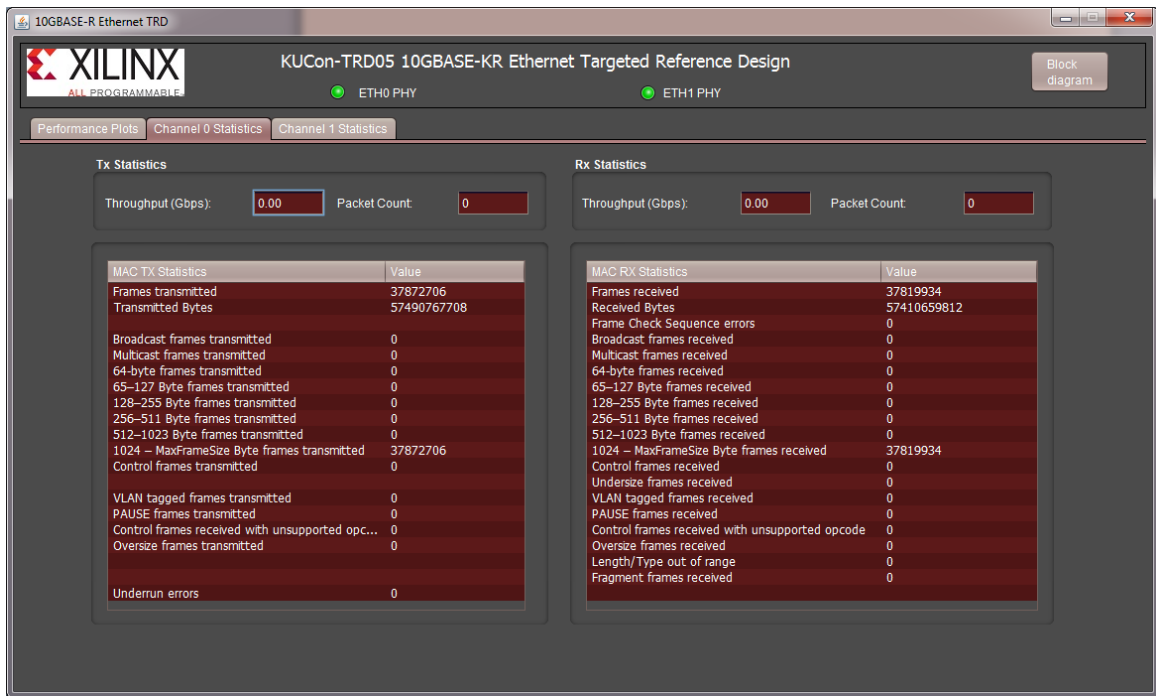 10GBASE-R Ethernet TRD
XILINX
ALL PROGRAMMABLE™
KUCon-TRD05 10GBASE-KR Ethernet Targeted Reference Design
ETH0 PHY
ETH1 PHY
Block
diagram
Performance Plots
Channel 0 Statistics
Channel 1 Statistics
Tx Statistics
Throughput (Gbps): 0.00 Packet Count: 0
MAC TX Statistics Value
Frames transmitted 37872706
Transmitted Bytes 57490767708
Broadcast frames transmitted 0
Multicast frames transmitted 0
64-byte frames transmitted 0
65–127 Byte frames transmitted 0
128–255 Byte frames transmitted 0
256–511 Byte frames transmitted 0
512–1023 Byte frames transmitted 0
1024 – MaxFrameSize Byte frames transmitted 37872706
Control frames transmitted 0
VLAN tagged frames transmitted 0
PAUSE frames transmitted 0
Control frames received with unsupported opc... 0
Oversize frames transmitted 0
Underrun errors 0
Rx Statistics
Throughput (Gbps): 0.00 Packet Count: 0
MAC RX Statistics Value
Frames received 37819934
Received Bytes 57410659812
Frame Check Sequence errors 0
Broadcast frames received 0
Multicast frames received 0
64-byte frames received 0
65–127 Byte frames received 0
128–255 Byte frames received 0
256–511 Byte frames received 0
512–1023 Byte frames received 0
1024 – MaxFrameSize Byte frames received 37819934
Control frames received 0
Undersize frames received 0
VLAN tagged frames received 0
PAUSE frames received 0
Control frames received with unsupported opcode 0
Oversize frames received 0
Length/Type out of range 0
Fragment frames received 0